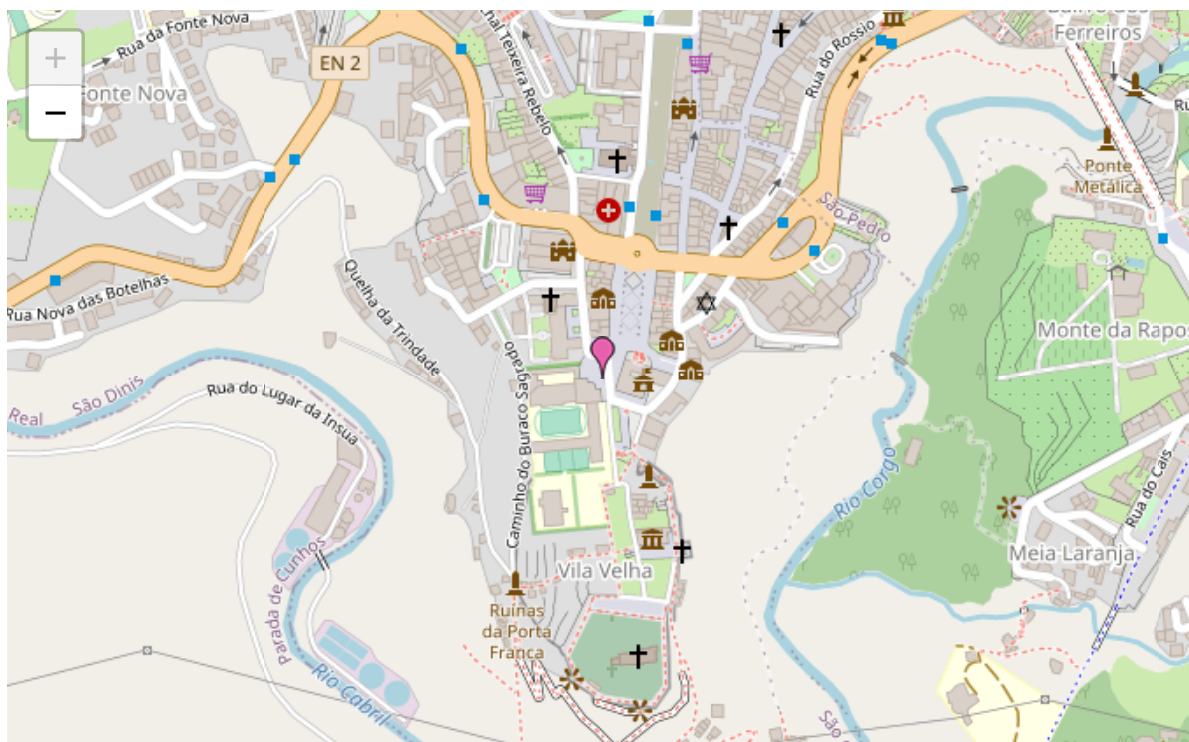 Rua da Fonte Nova
Fonte Nova
EN 2
chal Teixeira Rebelo
Rua do Rossio
Bairro dos
Ferreiros
Ponte
Metálica
São Pedro
Rua Nova das Botelhas
Quelha da Trindade
Monte da Rapos
Real
São Dinis
Rua do Lugar da Insua
Caminho do Buraco Sagrado
Rio Corgo
Rua do Cais
Meia Laranja
Parada de Cunhos
Vila Velha
Ruínas
da Porta
Franca
Rio Cabril
São
+
−